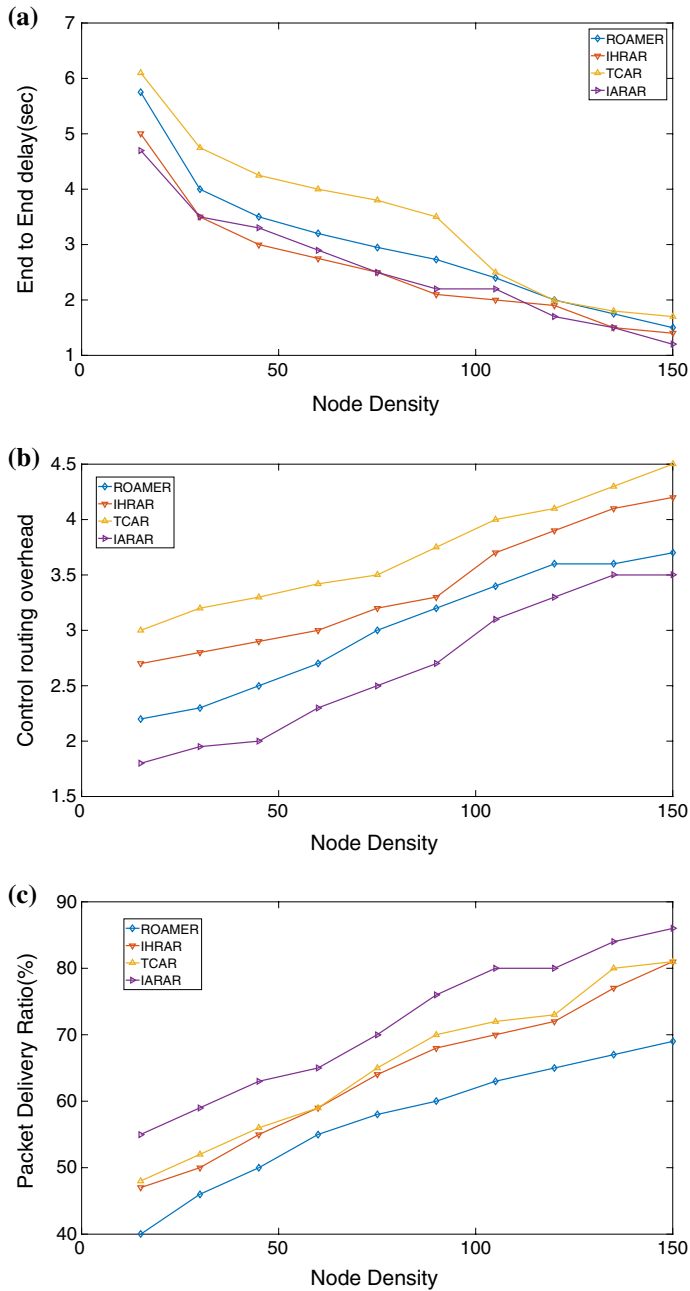 (a)
7
6
5
4
3
2
1
0
50
100
150
End to End delay(sec)
Node Density
ROAMER
IHRAR
TCAR
IARAR
(b)
4.5
4
3.5
3
2.5
2
1.5
0
50
100
150
Control routing overhead
Node Density
ROAMER
IHRAR
TCAR
IARAR
(c)
90
80
70
60
50
40
0
50
100
150
Packet Delivery Ratio(%)
Node Density
ROAMER
IHRAR
TCAR
IARAR